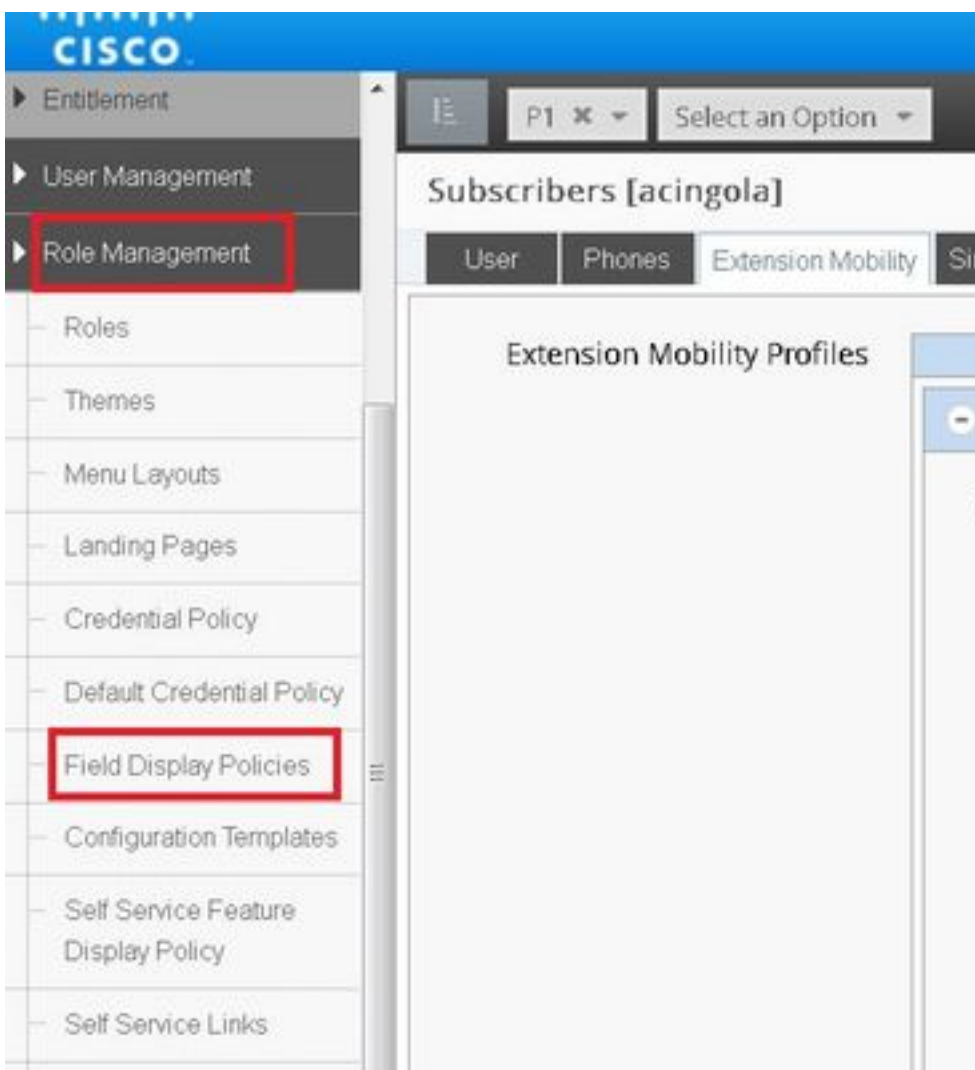 CISCO
Entitlement
User Management
Role Management
Roles
Themes
Menu Layouts
Landing Pages
Credential Policy
Default Credential Policy
Field Display Policies
Configuration Templates
Self Service Feature
Display Policy
Self Service Links
P1
Select an Option
Subscribers [acingola]
User
Phones
Extension Mobility
Extension Mobility Profiles